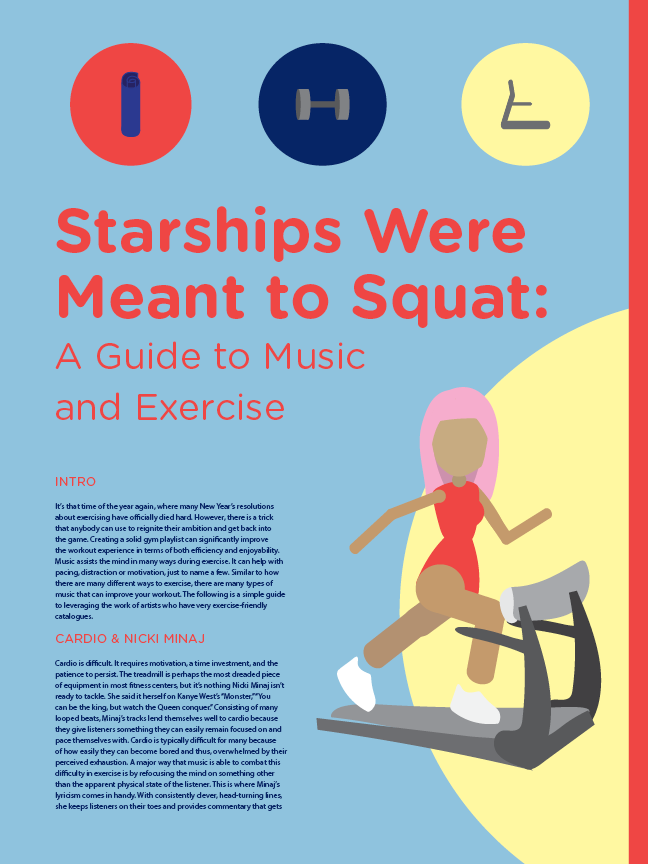 Starships Were
Meant to Squat:
A Guide to Music
and Exercise
INTRO
It's that time of the year again, where many New Year's resolutions
about exercising have officially died hard. However, there is a trick
that anybody can use to reignite their ambition and get back into
the game. Creating a solid gym playlist can significantly improve
the workout experience in terms of both efficiency and enjoyability.
Music assists the mind in many ways during exercise. It can help with
pacing, distraction or motivation, just to name a few. Similar to how
there are many different ways to exercise, there are many types of
music that can improve your workout. The following is a simple guide
to leveraging the work of artists who have very exercise-friendly
catalogues.
CARDIO & NICKI MINAJ
Cardio is difficult. It requires motivation, a time investment, and the
patience to persist. The treadmill is perhaps the most dreaded piece
of equipment in most fitness centers, but it's nothing Nicki Minaj isn't
ready to tackle. She said it herself on Kanye West's "Monster," "You
can be the king, but watch the Queen conquer." Consisting of many
looped beats, Minaj's tracks lend themselves well to cardio because
they give listeners something they can easily remain focused on and
pace themselves with. Cardio is typically difficult for many because
of how easily they can become bored and thus, overwhelmed by their
perceived exhaustion. A major way that music is able to combat this
difficulty in exercise is by refocusing the mind on something other
than the apparent physical state of the listener. This is where Minaj's
lyricism comes in handy. With consistently clever, head-turning lines,
she keeps listeners on their toes and provides commentary that gets